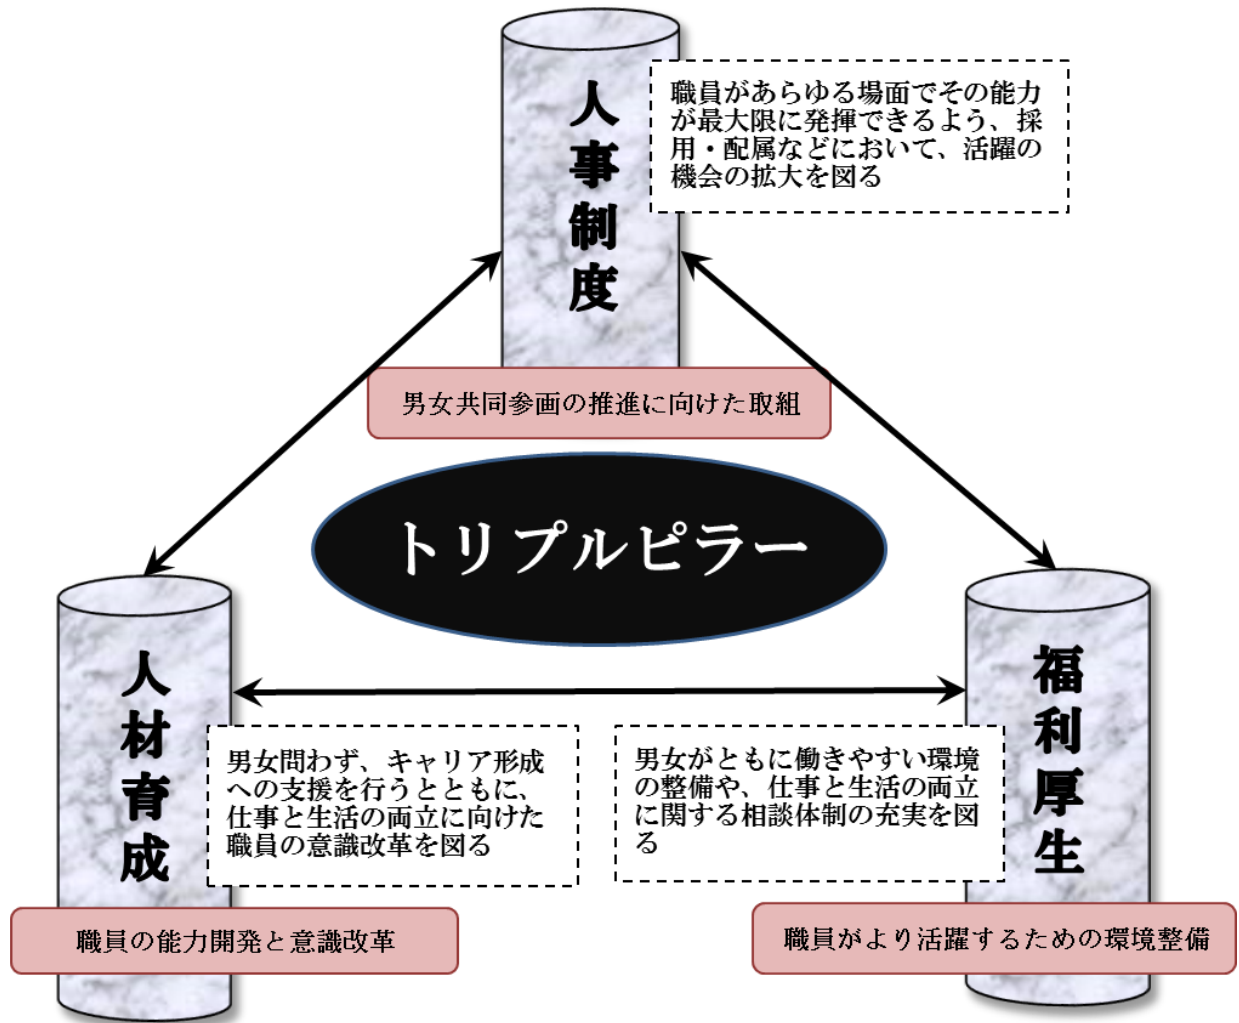 人事制度
職員があらゆる場面でその能力
が最大限に発揮できるよう、採
用・配属などにおいて、活躍の
機会の拡大を図る
男女共同参画の推進に向けた取組
トリプルピラー
人材育成
男女問わず、キャリア形成
への支援を行うとともに、
仕事と生活の両立に向けた
職員の意識改革を図る
職員の能力開発と意識改革
福利厚生
男女がともに働きやすい環境
の整備や、仕事と生活の両立
に関する相談体制の充実を図
る
職員がより活躍するための環境整備